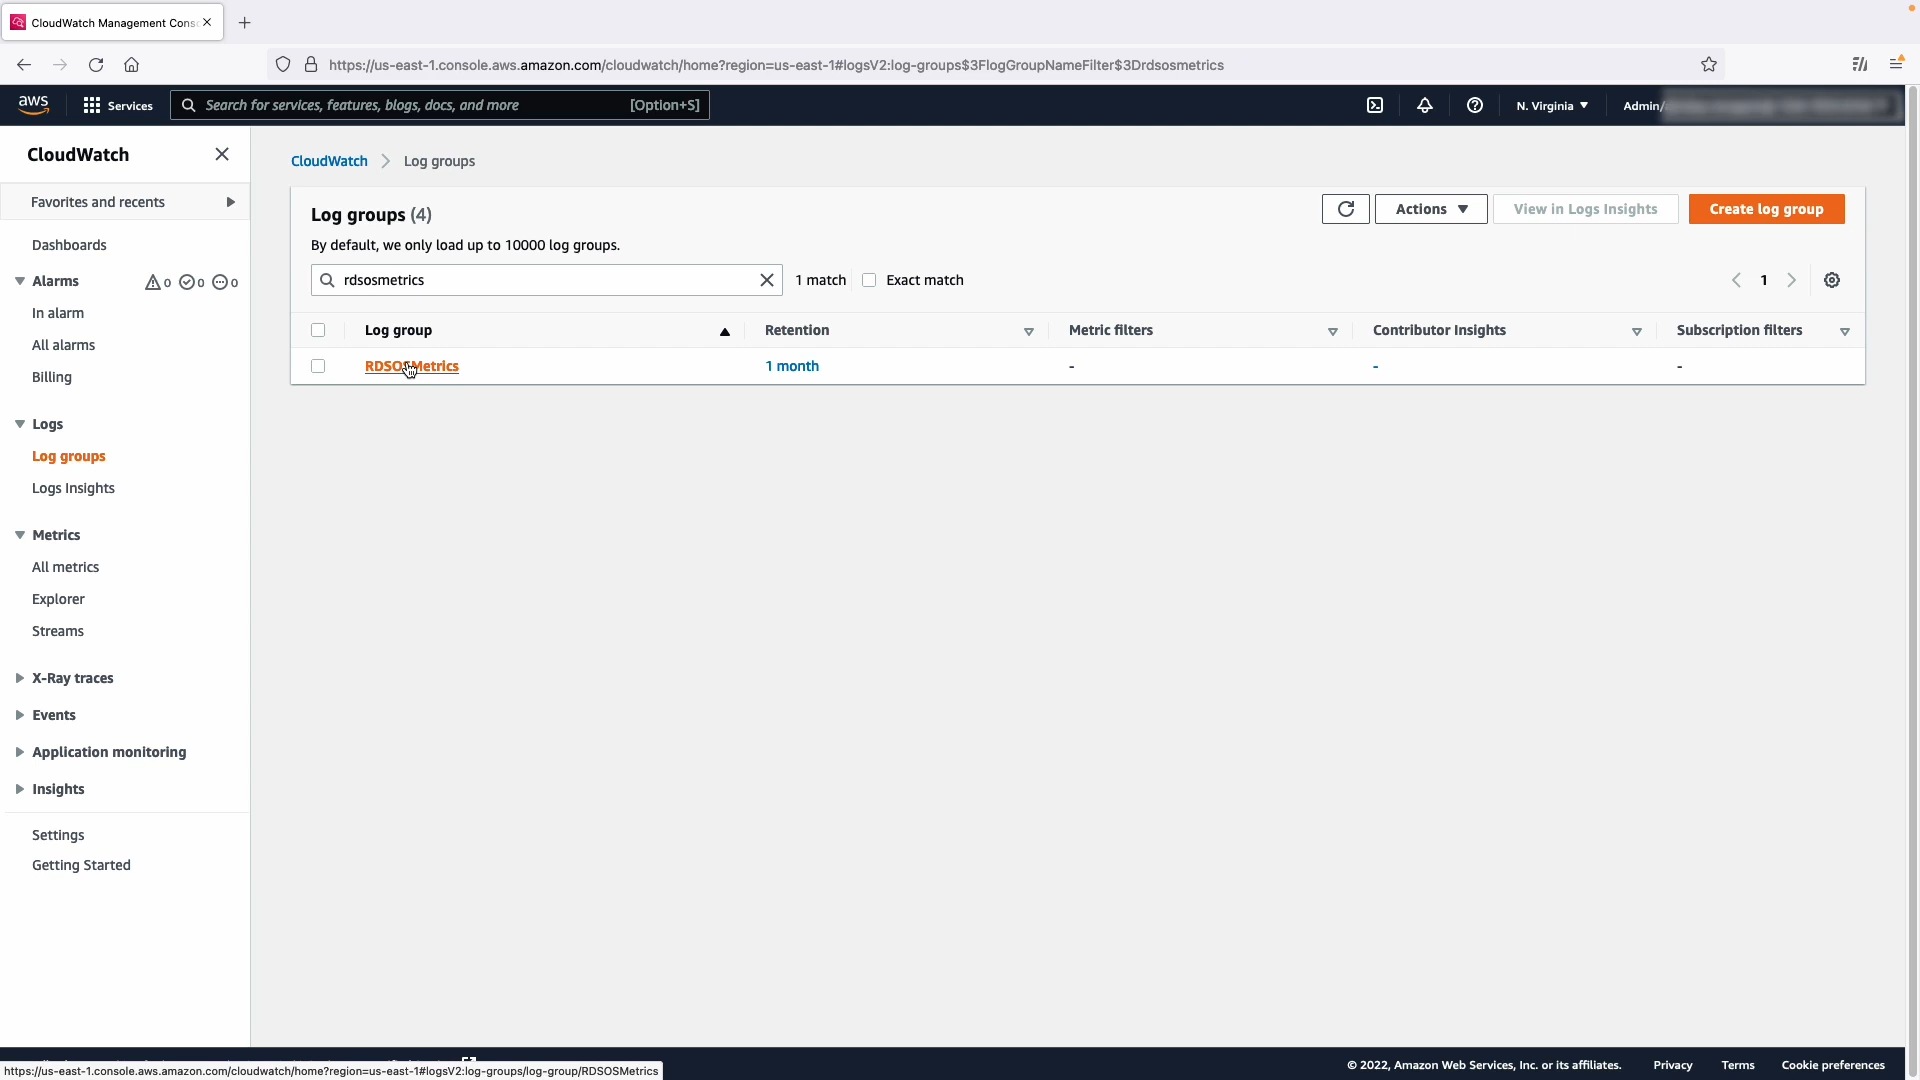 CloudWatch Management Cons
https://us-east-1.console.aws.amazon.com/cloudwatch/home?region=us-east-1#logsV2:log-groups$3FlogGroupNameFilter$3Drdsosmetrics
aws
Services
Search for services, features, blogs, docs, and more
[Option+S]
N. Virginia
Admin/
CloudWatch
Favorites and recents
Dashboards
Alarms
0
0
0
In alarm
All alarms
Billing
Logs
Log groups
Logs Insights
Metrics
All metrics
Explorer
Streams
X-Ray traces
Events
Application monitoring
Insights
Settings
Getting Started
CloudWatch
Log groups
Log groups (4)
By default, we only load up to 10000 log groups.
Actions
View in Logs Insights
Create log group
rdsosmetrics
1 match
Exact match
1
Log group
Retention
Metric filters
Contributor Insights
Subscription filters
RDSOSMetrics
1 month
-
-
-
https://us-east-1.console.aws.amazon.com/cloudwatch/home?region=us-east-1#logsV2:log-groups/log-group/RDSOSMetrics
© 2022, Amazon Web Services, Inc. or its affiliates.
Privacy
Terms
Cookie preferences